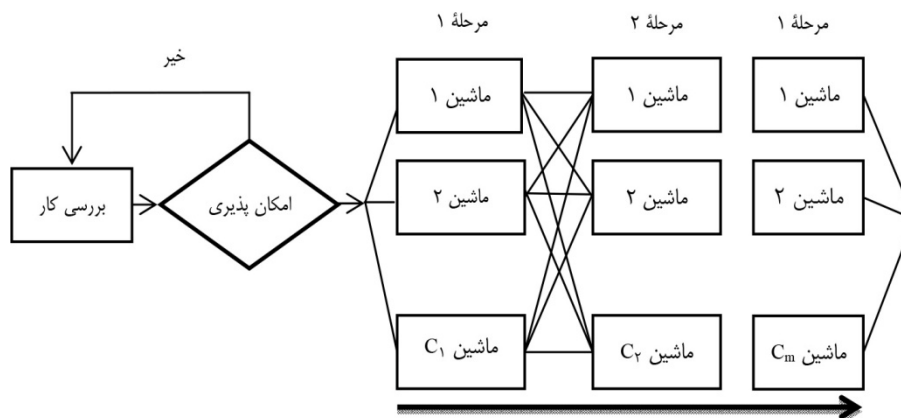 مرحلهٔ ۱
مرحلهٔ ۲
مرحلهٔ ۱
خیر
ماشین ۱
ماشین ۱
ماشین ۱
بررسی کار
امکان پذیری
ماشین ۲
ماشین ۲
ماشین ۲
ماشین C۱
ماشین C۲
ماشین Cm